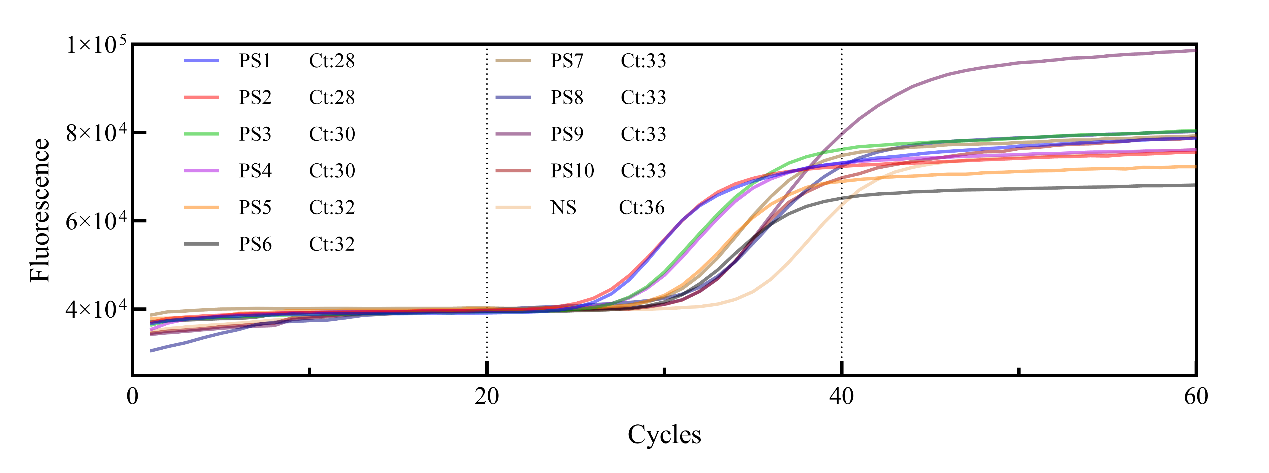 1×10⁵
8×10⁴
6×10⁴
4×10⁴
Fluorescence
PS1 Ct:28
PS2 Ct:28
PS3 Ct:30
PS4 Ct:30
PS5 Ct:32
PS6 Ct:32
PS7 Ct:33
PS8 Ct:33
PS9 Ct:33
PS10 Ct:33
NS Ct:36
0 20 40 60
Cycles